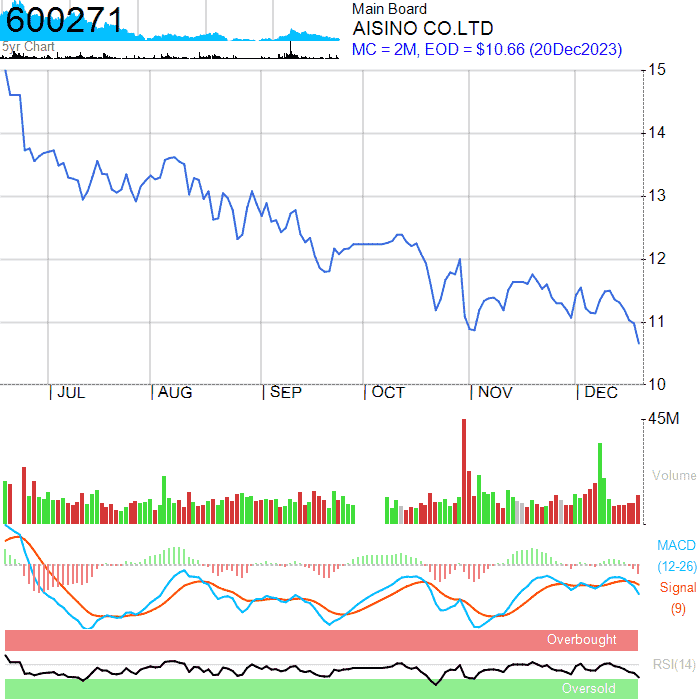 600271
5yr Chart
Main Board
AISINO CO.LTD
MC = 2M, EOD = $10.66 (20Dec2023)
15
14
13
12
11
10
JUL AUG SEP OCT NOV DEC
45M
Volume
MACD
(12-26)
Signal
(9)
Overbought
RSI(14)
Oversold